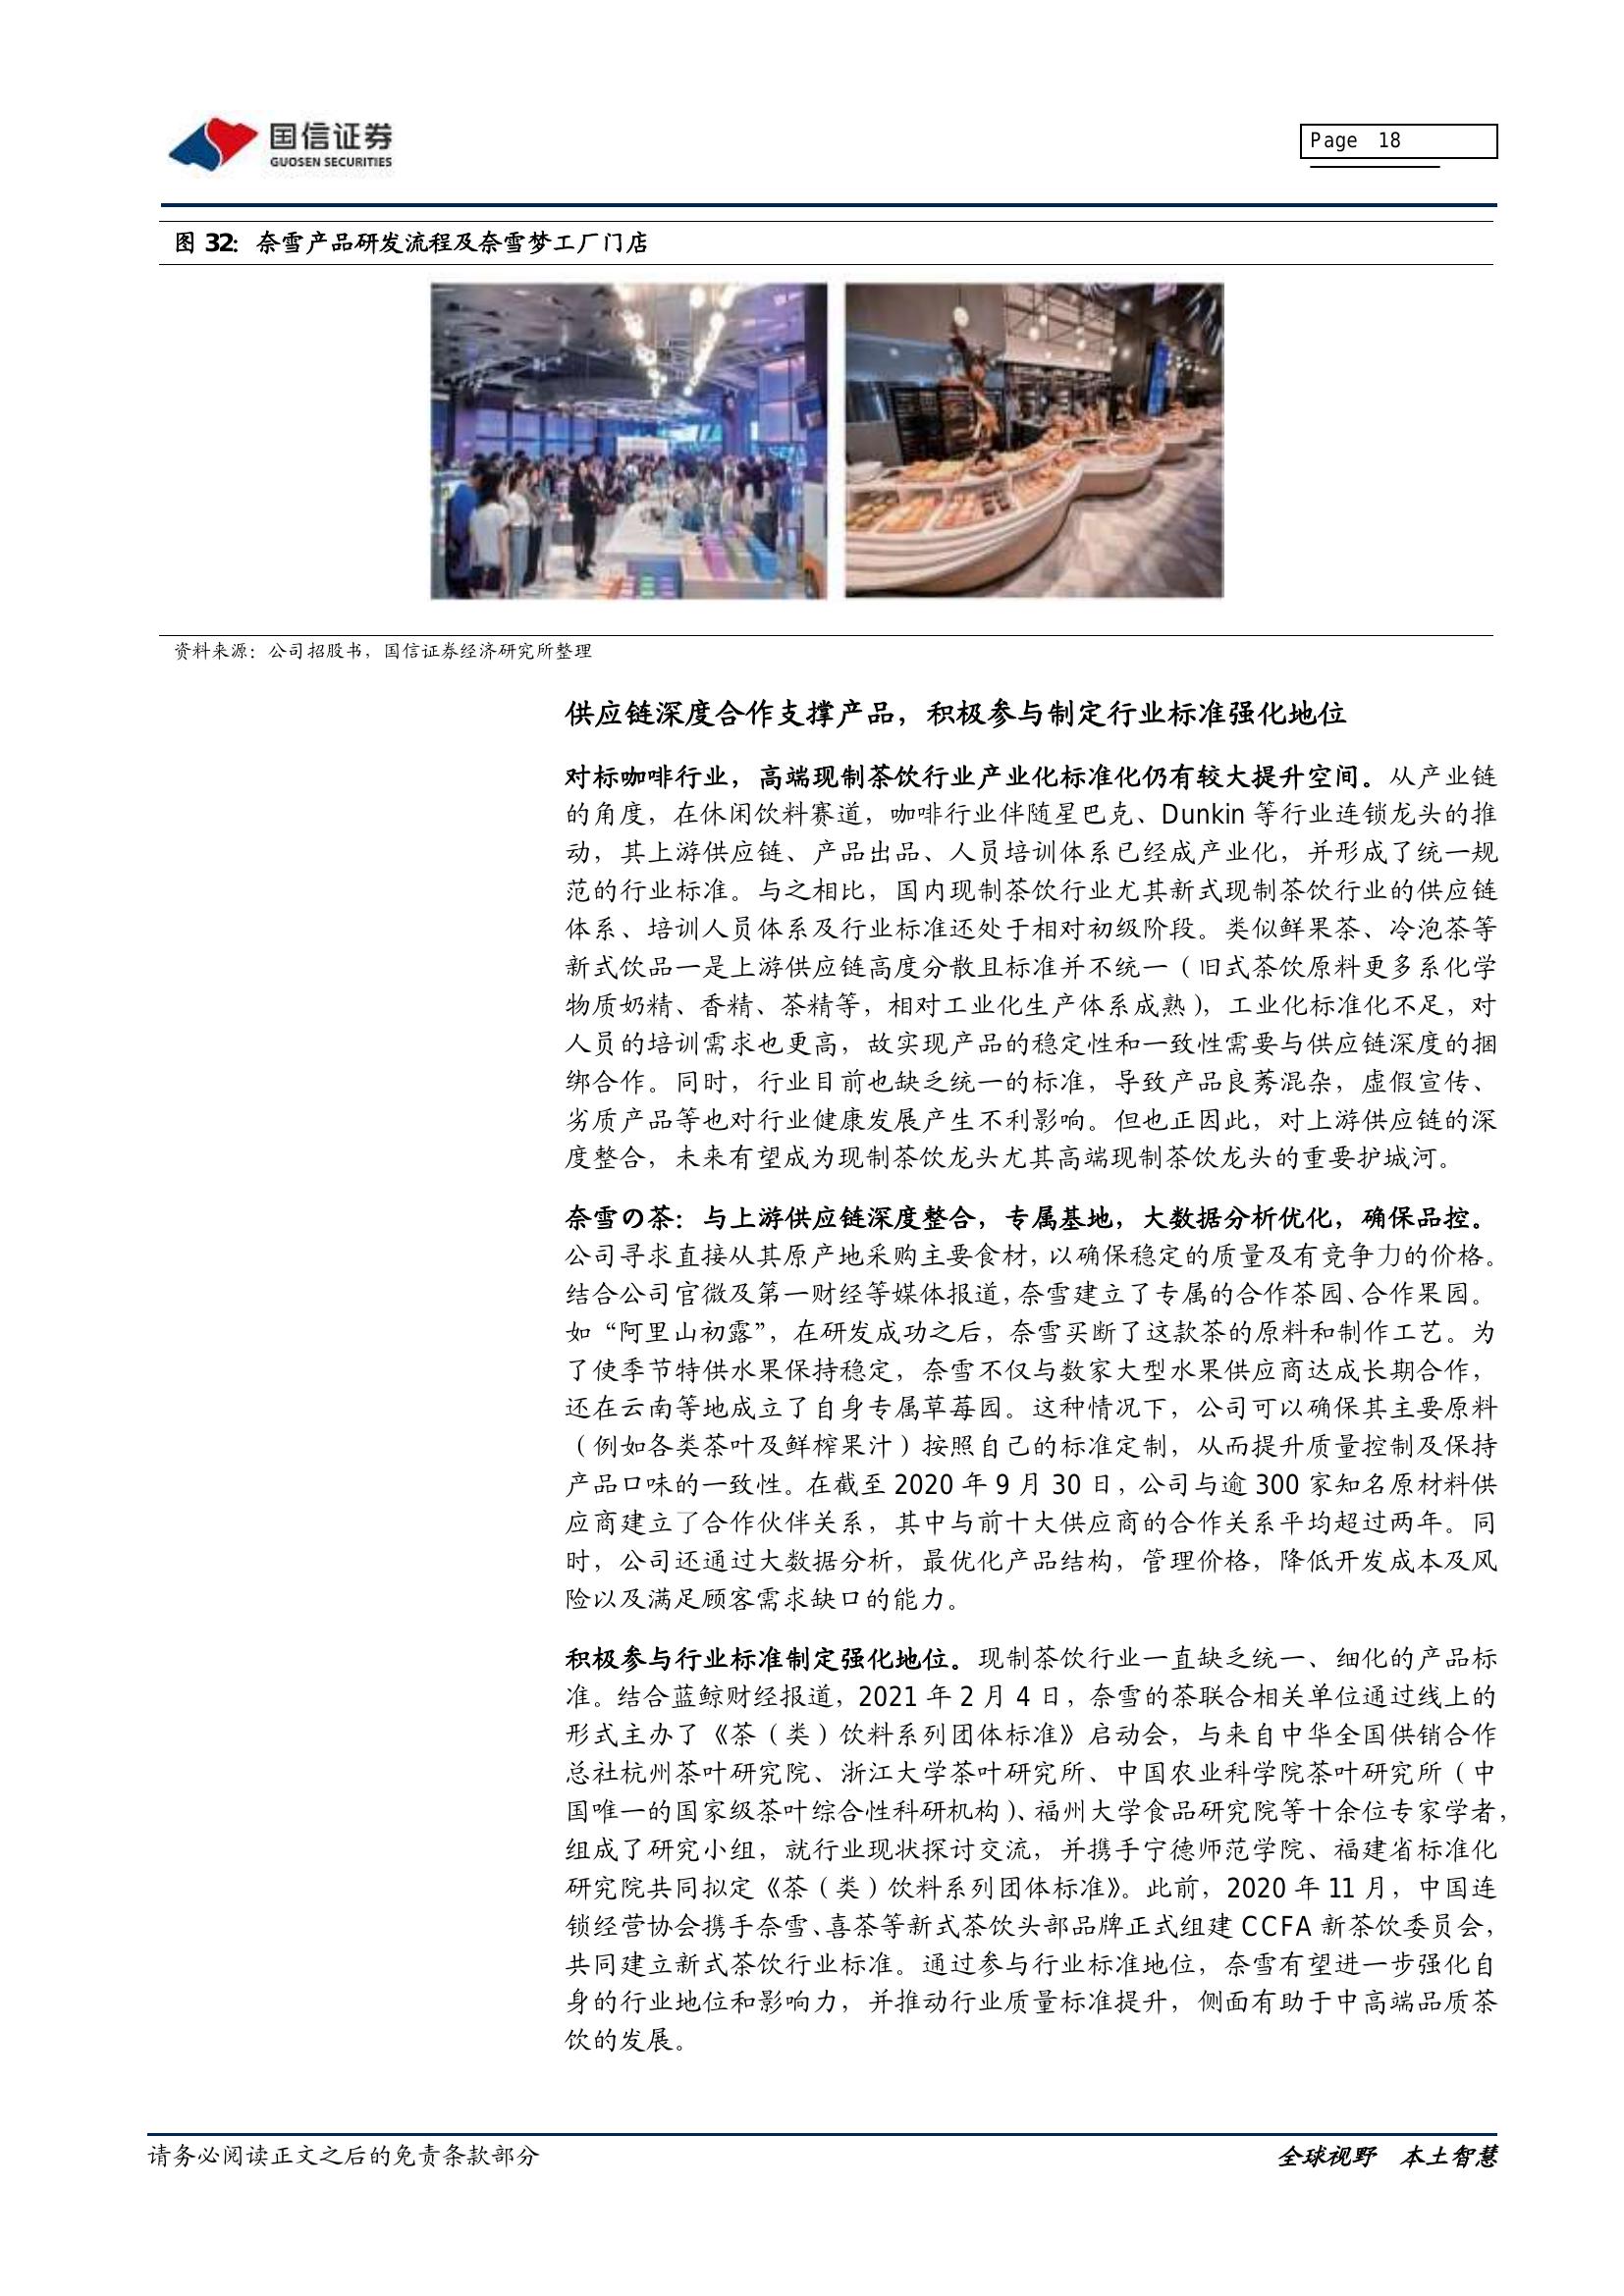 国信证券
GUOSEN SECURITIES
Page 18
图 32：奈雪产品研发流程及奈雪梦工厂门店
资料来源：公司招股书，国信证券经济研究所整理
供应链深度合作支撑产品，积极参与制定行业标准强化地位
对标咖啡行业，高端现制茶饮行业产业化标准化仍有较大提升空间。从产业链
的角度，在休闲饮料赛道，咖啡行业伴随星巴克、Dunkin 等行业连锁龙头的推
动，其上游供应链、产品出品、人员培训体系已经成产业化，并形成了统一规
范的行业标准。与之相比，国内现制茶饮行业尤其新式现制茶饮行业的供应链
体系、培训人员体系及行业标准还处于相对初级阶段。类似鲜果茶、冷泡茶等
新式饮品一是上游供应链高度分散且标准并不统一（旧式茶饮原料更多系化学
物质奶精、香精、茶精等，相对工业化生产体系成熟），工业化标准化不足，对
人员的培训需求也更高，故实现产品的稳定性和一致性需要与供应链深度的捆
绑合作。同时，行业目前也缺乏统一的标准，导致产品良莠混杂，虚假宣传、
劣质产品等也对行业健康发展产生不利影响。但也正因此，对上游供应链的深
度整合，未来有望成为现制茶饮龙头尤其高端现制茶饮龙头的重要护城河。
奈雪の茶：与上游供应链深度整合，专属基地，大数据分析优化，确保品控。
公司寻求直接从其原产地采购主要食材，以确保稳定的质量及有竞争力的价格。
结合公司官微及第一财经等媒体报道，奈雪建立了专属的合作茶园、合作果园。
如“阿里山初露”，在研发成功之后，奈雪买断了这款茶的原料和制作工艺。为
了使季节特供水果保持稳定，奈雪不仅与数家大型水果供应商达成长期合作，
还在云南等地成立了自身专属草莓园。这种情况下，公司可以确保其主要原料
（例如各类茶叶及鲜榨果汁）按照自己的标准定制，从而提升质量控制及保持
产品口味的一致性。在截至 2020 年 9 月 30 日，公司与逾 300 家知名原材料供
应商建立了合作伙伴关系，其中与前十大供应商的合作关系平均超过两年。同
时，公司还通过大数据分析，最优化产品结构，管理价格，降低开发成本及风
险以及满足顾客需求缺口的能力。
积极参与行业标准制定强化地位。现制茶饮行业一直缺乏统一、细化的产品标
准。结合蓝鲸财经报道，2021 年 2 月 4 日，奈雪的茶联合相关单位通过线上的
形式主办了《茶（类）饮料系列团体标准》启动会，与来自中华全国供销合作
总社杭州茶叶研究院、浙江大学茶叶研究所、中国农业科学院茶叶研究所（中
国唯一的国家级茶叶综合性科研机构）、福州大学食品研究院等十余位专家学者，
组成了研究小组，就行业现状探讨交流，并携手宁德师范学院、福建省标准化
研究院共同拟定《茶（类）饮料系列团体标准》。此前，2020 年 11 月，中国连
锁经营协会携手奈雪、喜茶等新式茶饮头部品牌正式组建 CCFA 新茶饮委员会，
共同建立新式茶饮行业标准。通过参与行业标准地位，奈雪有望进一步强化自
身的行业地位和影响力，并推动行业质量标准提升，侧面有助于中高端品质茶
饮的发展。
请务必阅读正文之后的免责条款部分
全球视野 本土智慧